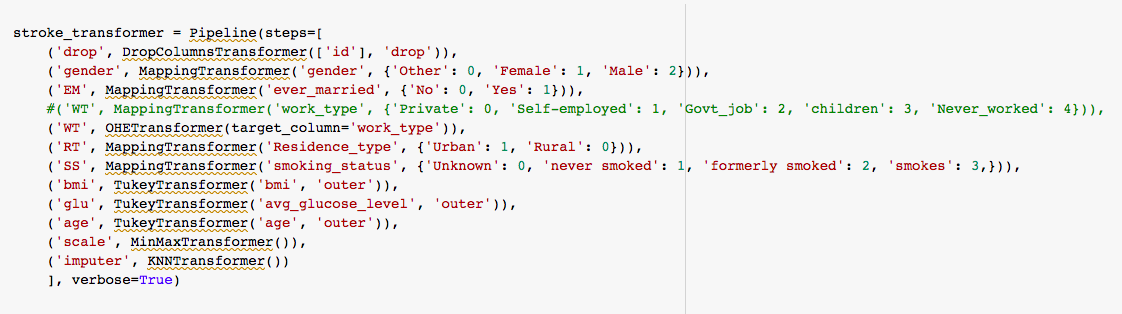 stroke_transformer = Pipeline(steps=[
    ('drop', DropColumnsTransformer(['id'], 'drop')),
    ('gender', MappingTransformer('gender', {'Other': 0, 'Female': 1, 'Male': 2})),
    ('EM', MappingTransformer('ever_married', {'No': 0, 'Yes': 1})),
    #('WT', MappingTransformer('work_type', {'Private': 0, 'Self-employed': 1, 'Govt_job': 2, 'children': 3, 'Never_worked': 4})),
    ('WT', OHETransformer(target_column='work_type')),
    ('RT', MappingTransformer('Residence_type', {'Urban': 1, 'Rural': 0})),
    ('SS', MappingTransformer('smoking_status', {'Unknown': 0, 'never smoked': 1, 'formerly smoked': 2, 'smokes': 3,})),
    ('bmi', TukeyTransformer('bmi', 'outer')),
    ('glu', TukeyTransformer('avg_glucose_level', 'outer')),
    ('age', TukeyTransformer('age', 'outer')),
    ('scale', MinMaxTransformer()),
    ('imputer', KNNTransformer())
    ], verbose=True)